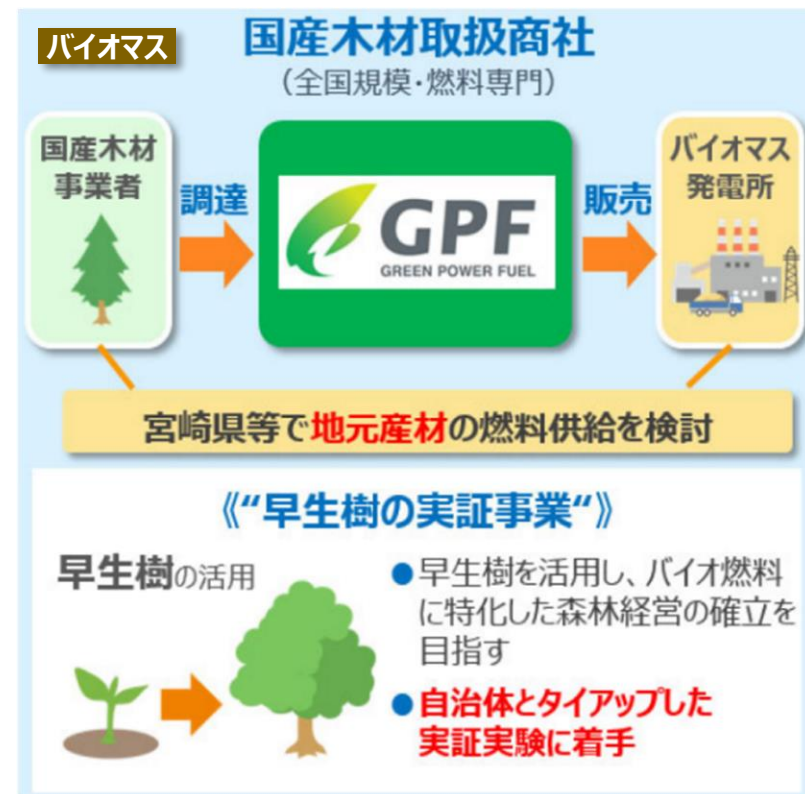 バイオマス
国産木材取扱商社
（全国規模・燃料専門）
国産木材
事業者
調達
GPF
GREEN POWER FUEL
販売
バイオマス
発電所
宮崎県等で地元産材の燃料供給を検討
《“早生樹の実証事業“》
早生樹の活用
●早生樹を活用し、バイオ燃料
に特化した森林経営の確立を
目指す
●自治体とタイアップした
実証実験に着手